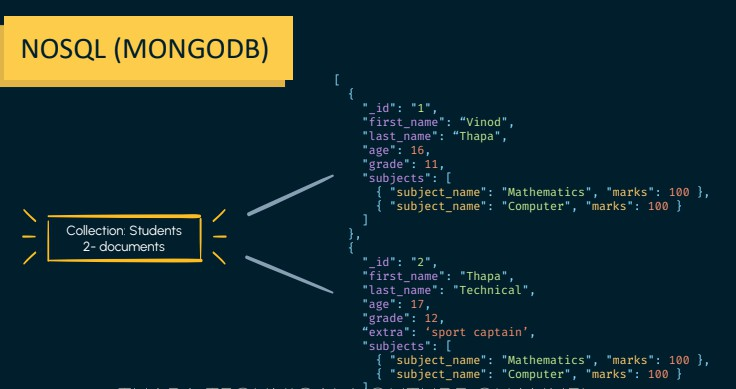 NOSQL (MONGODB)
Collection: Students
2- documents
[
{
"_id": "1",
"first_name": “Vinod",
"last_name": “Thapa",
"age": 16,
"grade": 11,
"subjects": [
{ "subject_name": "Mathematics", "marks": 100 },
{ "subject_name": "Computer", "marks": 100 }
]
},
{
"_id": "2",
"first_name": "Thapa",
"last_name": "Technical",
"age": 17,
"grade": 12,
“extra": ‘sport captain’,
"subjects": [
{ "subject_name": "Mathematics", "marks": 100 },
{ "subject_name": "Computer", "marks": 100 }
]